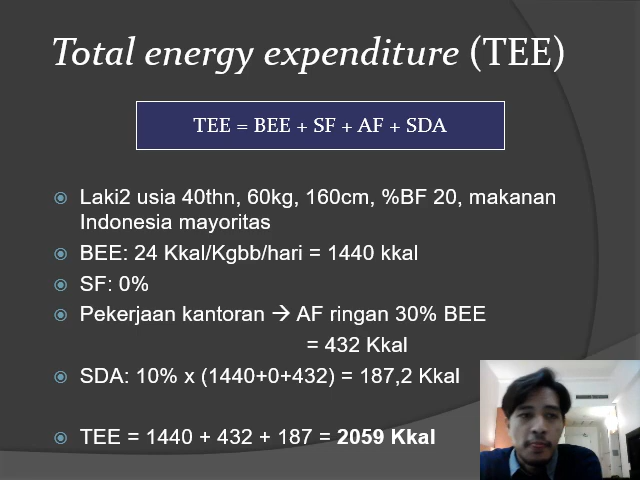 Total energy expenditure (TEE)
TEE = BEE + SF + AF + SDA
Laki2 usia 40thn, 60kg, 160cm, %BF 20, makanan
Indonesia mayoritas
BEE: 24 Kkal/Kgbb/hari = 1440 kkal
SF: 0%
Pekerjaan kantoran → AF ringan 30% BEE
= 432 Kkal
SDA: 10% x (1440+0+432) = 187,2 Kkal
TEE = 1440 + 432 + 187 = 2059 Kkal